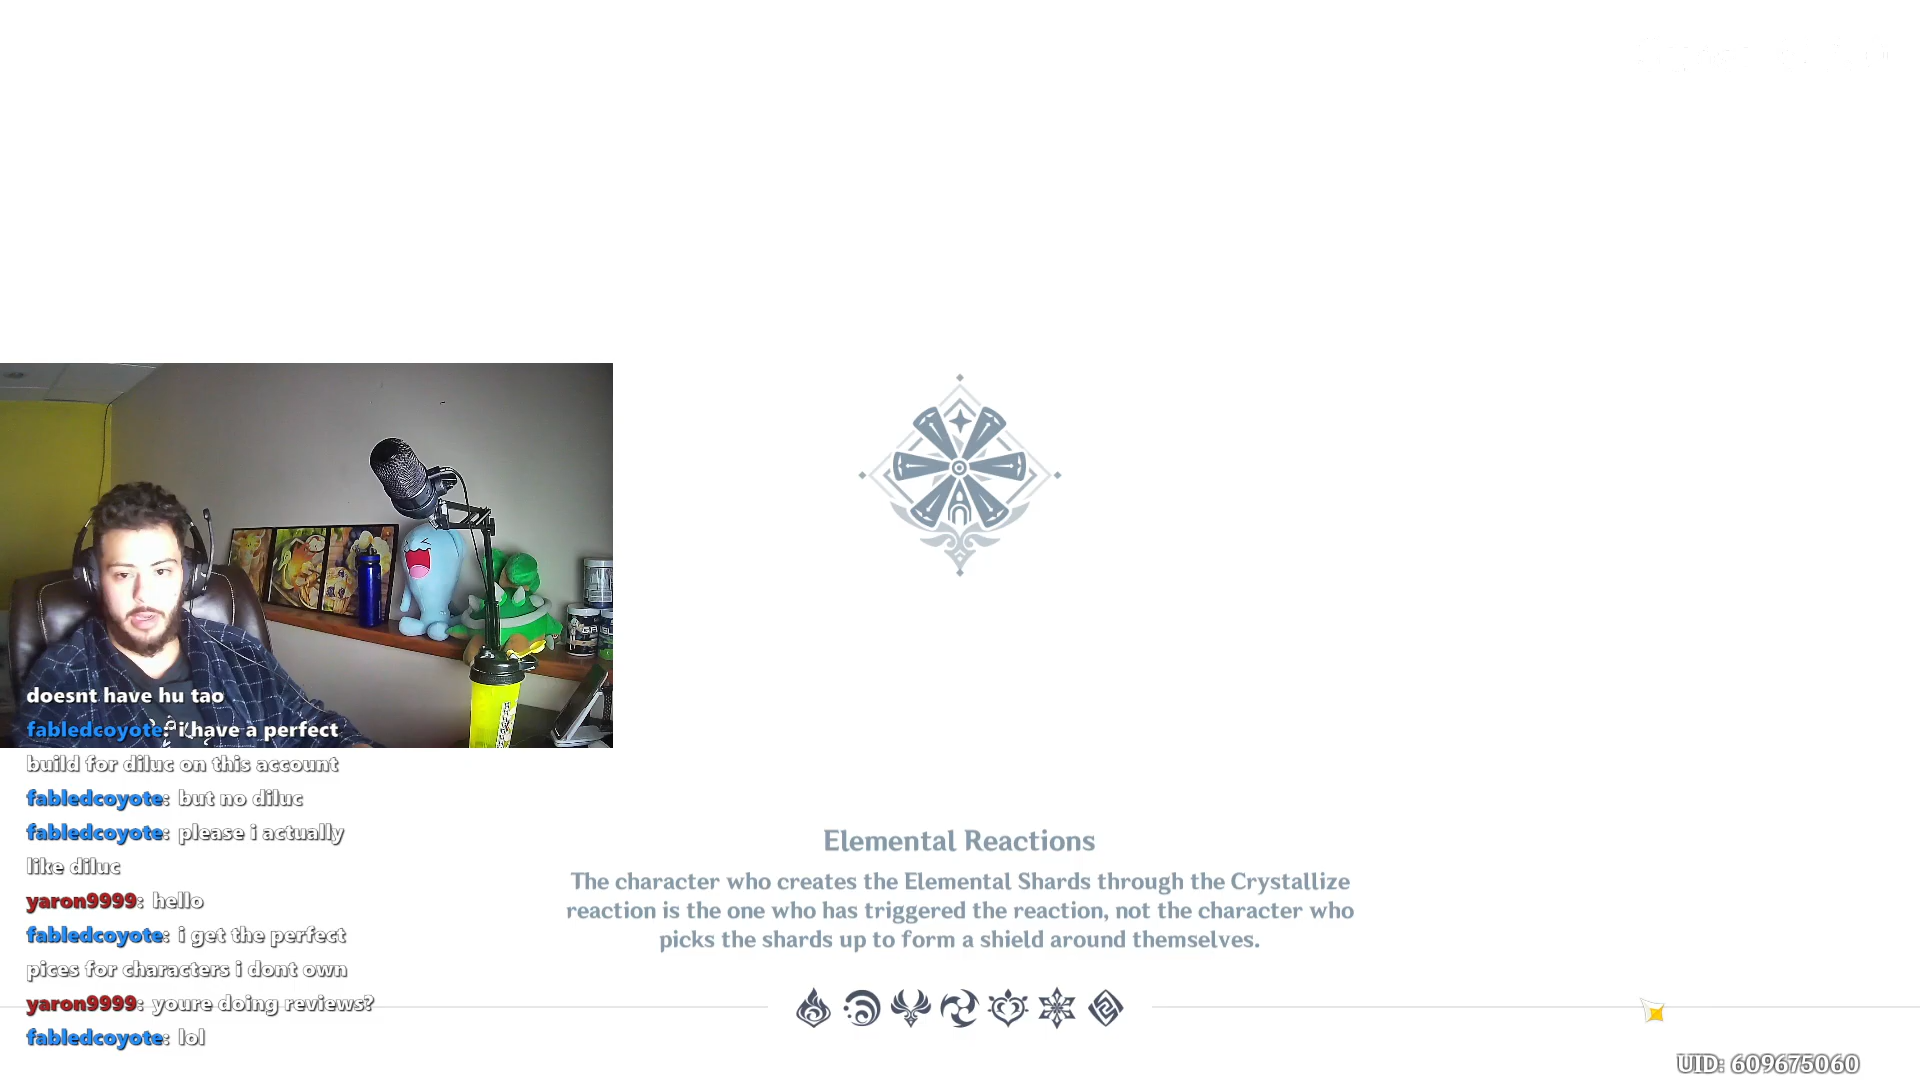 doesnt have hu tao
fabledcoyote: i have a perfect
build for diluc on this account
fabledcoyote: but no diluc
fabledcoyote: please i actually
like diluc
yaron9999: hello
fabledcoyote: i get the perfect
pices for characters i dont own
yaron9999: youre doing reviews?
fabledcoyote: lol
Elemental Reactions
The character who creates the Elemental Shards through the Crystallize
reaction is the one who has triggered the reaction, not the character who
picks the shards up to form a shield around themselves.
UID: 609675060